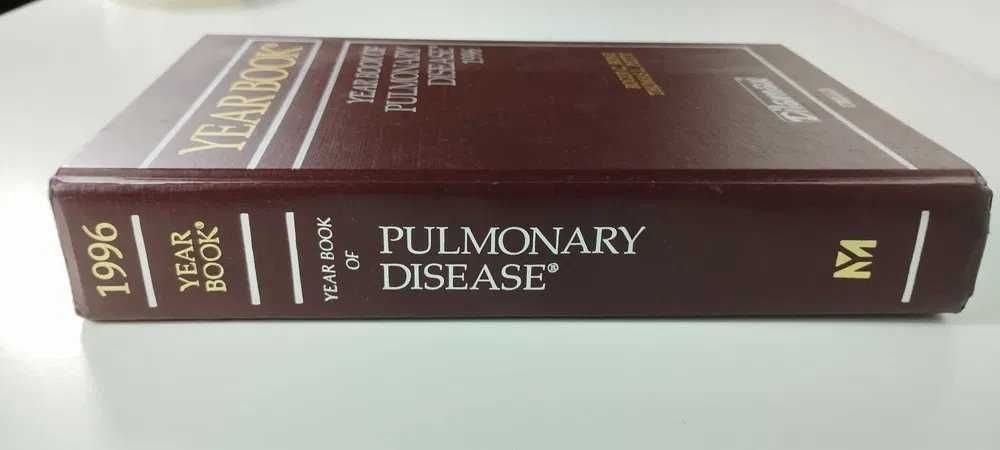 YEAR BOOK®
YEAR BOOK OF
PULMONARY
DISEASE
1996
1996
YEAR
BOOK®
YEAR BOOK
OF
PULMONARY
DISEASE®